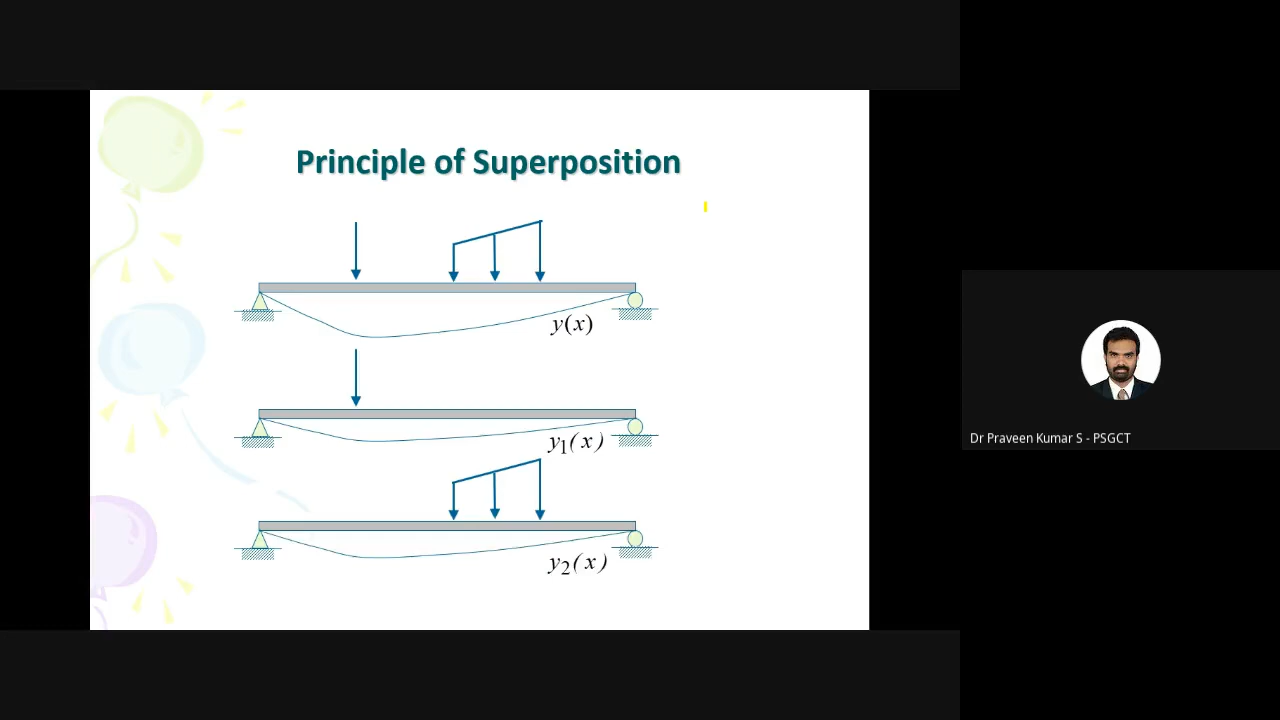 Principle of Superposition
y(x)
y₁(x)
y₂(x)
Dr Praveen Kumar S - PSGCT